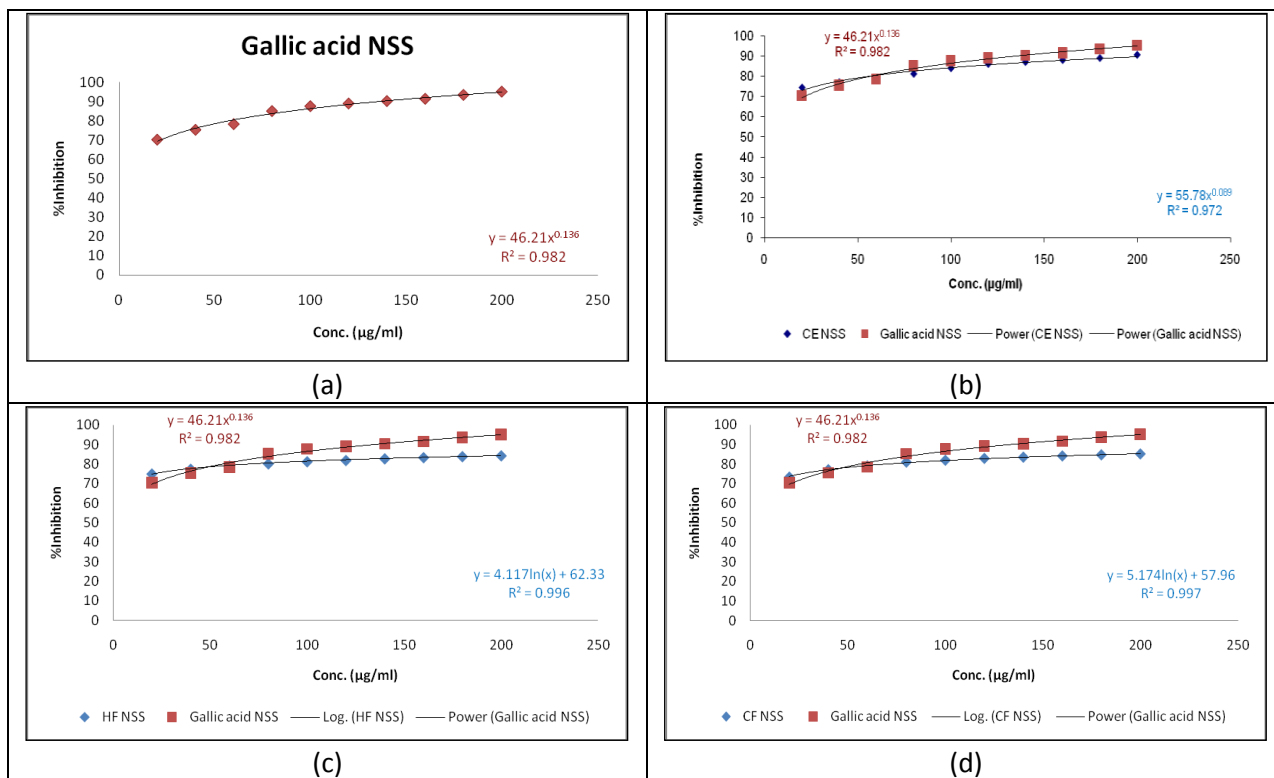 Gallic acid NSS
100
90
80
70
60
50
40
30
20
10
0
%Inhibition
y = 46.21x^0.136
R² = 0.982
0 50 100 150 200 250
Conc. (µg/ml)
(a)
y = 46.21x^0.136
R² = 0.982
100
90
80
70
60
50
40
30
20
10
0
%Inhibition
y = 55.78x^0.089
R² = 0.972
0 50 100 150 200 250
Conc. (µg/ml)
CE NSS Gallic acid NSS Power (CE NSS) Power (Gallic acid NSS)
(b)
y = 46.21x^0.136
R² = 0.982
100
90
80
70
60
50
40
30
20
10
0
%Inhibition
y = 4.117ln(x) + 62.33
R² = 0.996
0 50 100 150 200 250
Conc. (µg/ml)
HF NSS Gallic acid NSS Log. (HF NSS) Power (Gallic acid NSS)
(c)
y = 46.21x^0.136
R² = 0.982
100
90
80
70
60
50
40
30
20
10
0
%Inhibition
y = 5.174ln(x) + 57.96
R² = 0.997
0 50 100 150 200 250
Conc. (µg/ml)
CF NSS Gallic acid NSS Log. (CF NSS) Power (Gallic acid NSS)
(d)